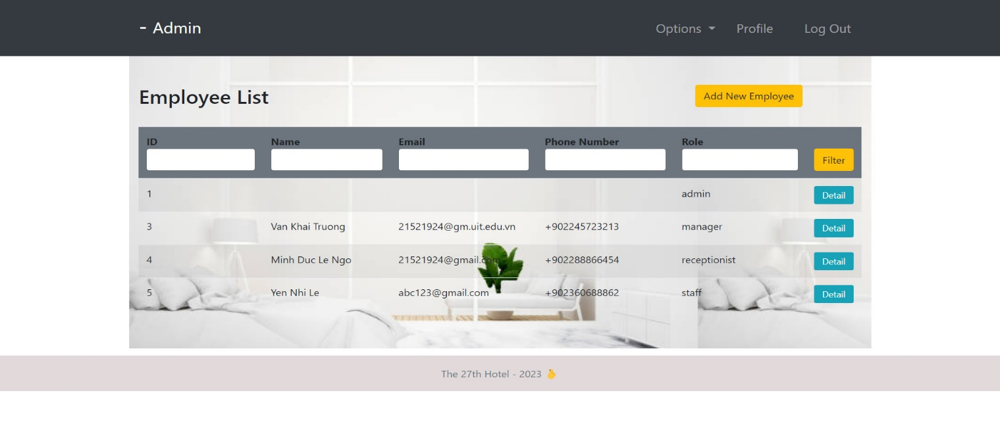 - Admin Options Profile Log Out
Employee List Add New Employee
ID Name Email Phone Number Role
Filter
1 admin Detail
3 Van Khai Truong 21521924@gm.uit.edu.vn +902245723213 manager Detail
4 Minh Duc Le Ngo 21521924@gmail.com +902288866454 receptionist Detail
5 Yen Nhi Le abc123@gmail.com +902360688862 staff Detail
The 27th Hotel - 2023